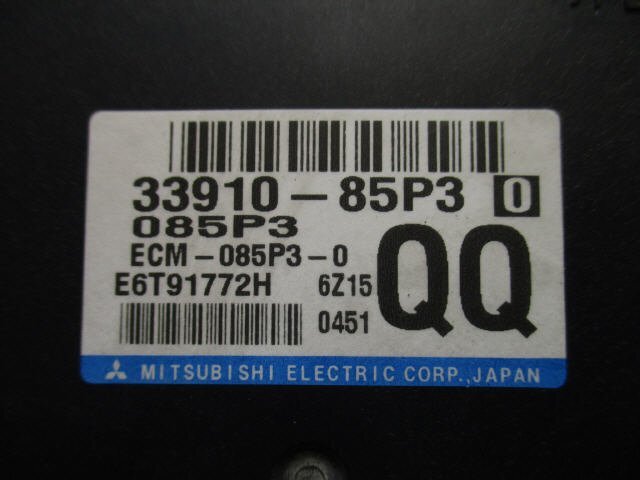 33910-85P3 0
085P3
ECM-085P3-0
E6T91772H 6Z15
0451
QQ
MITSUBISHI ELECTRIC CORP., JAPAN